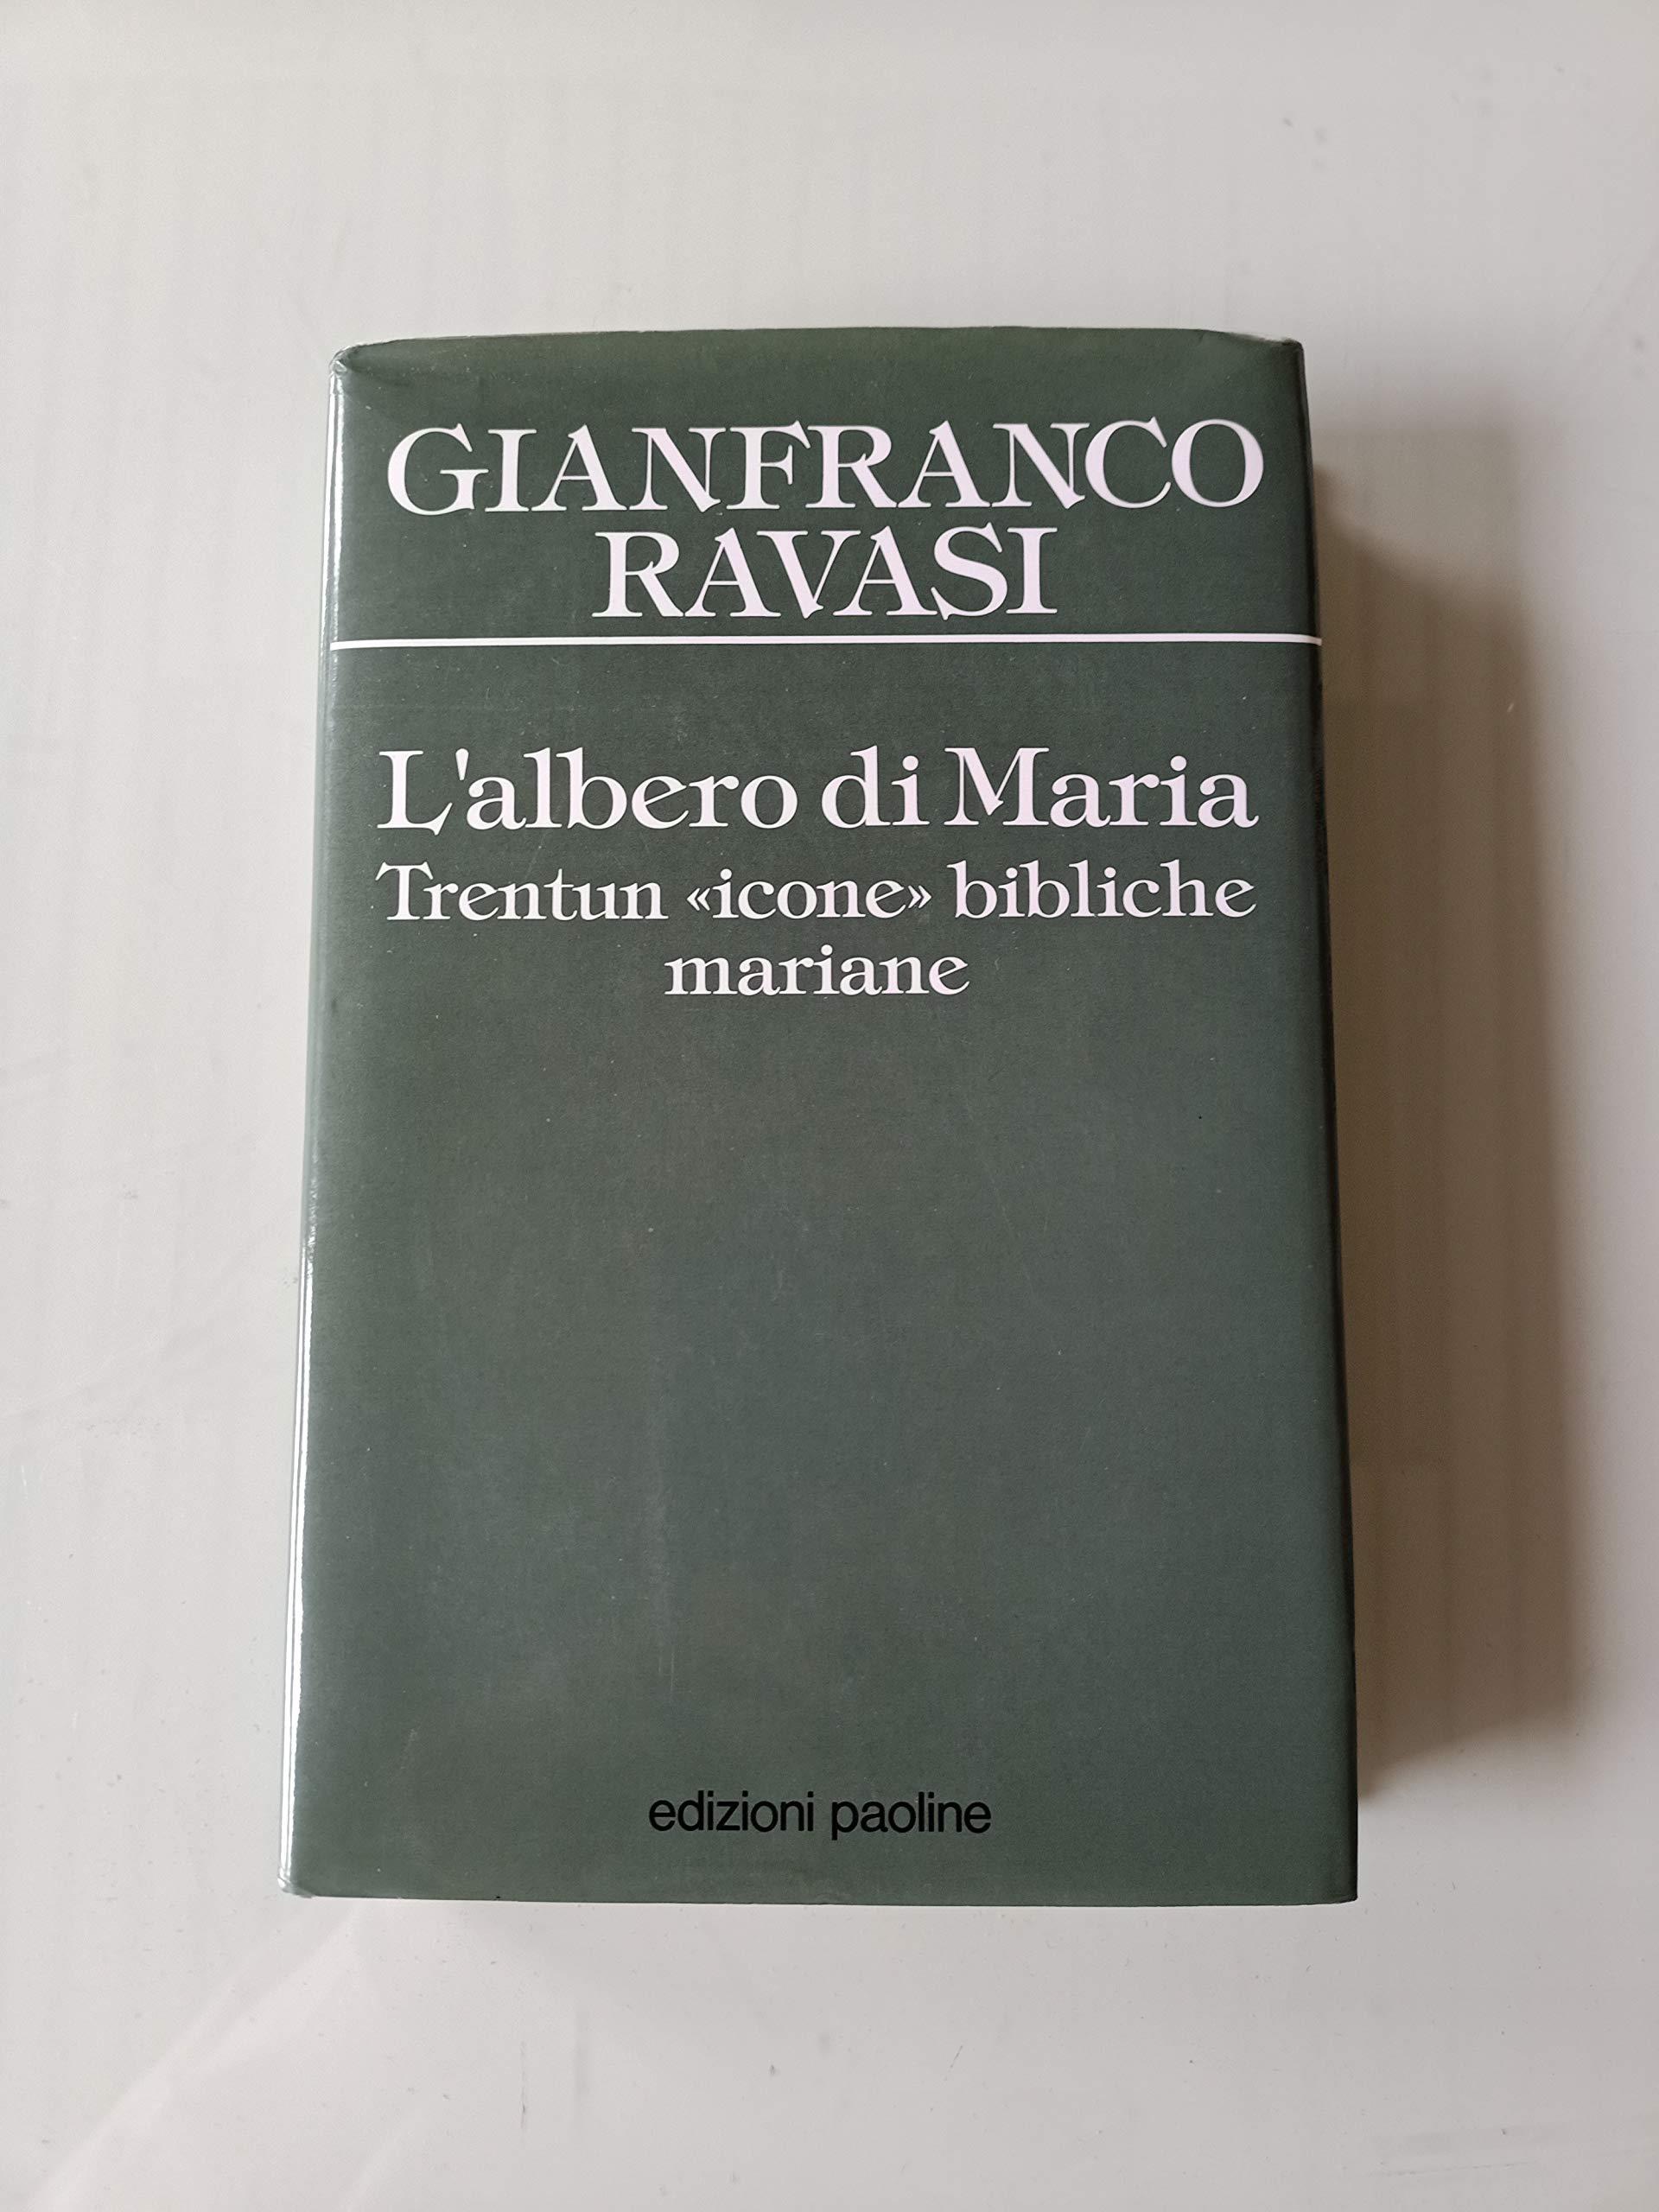 GIANFRANCO
RAVASI
L'albero di Maria
Trentun «icone» bibliche
mariane
edizioni paoline